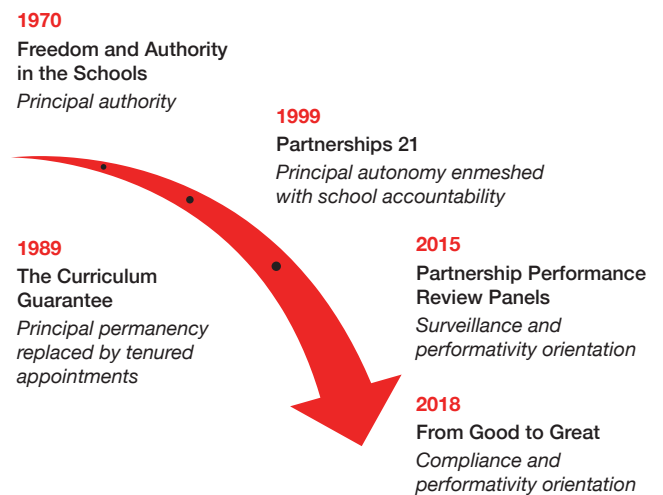 1970
Freedom and Authority
in the Schools
Principal authority
1989
The Curriculum
Guarantee
Principal permanency
replaced by tenured
appointments
1999
Partnerships 21
Principal autonomy enmeshed
with school accountability
2015
Partnership Performance
Review Panels
Surveillance and
performativity orientation
2018
From Good to Great
Compliance and
performativity orientation